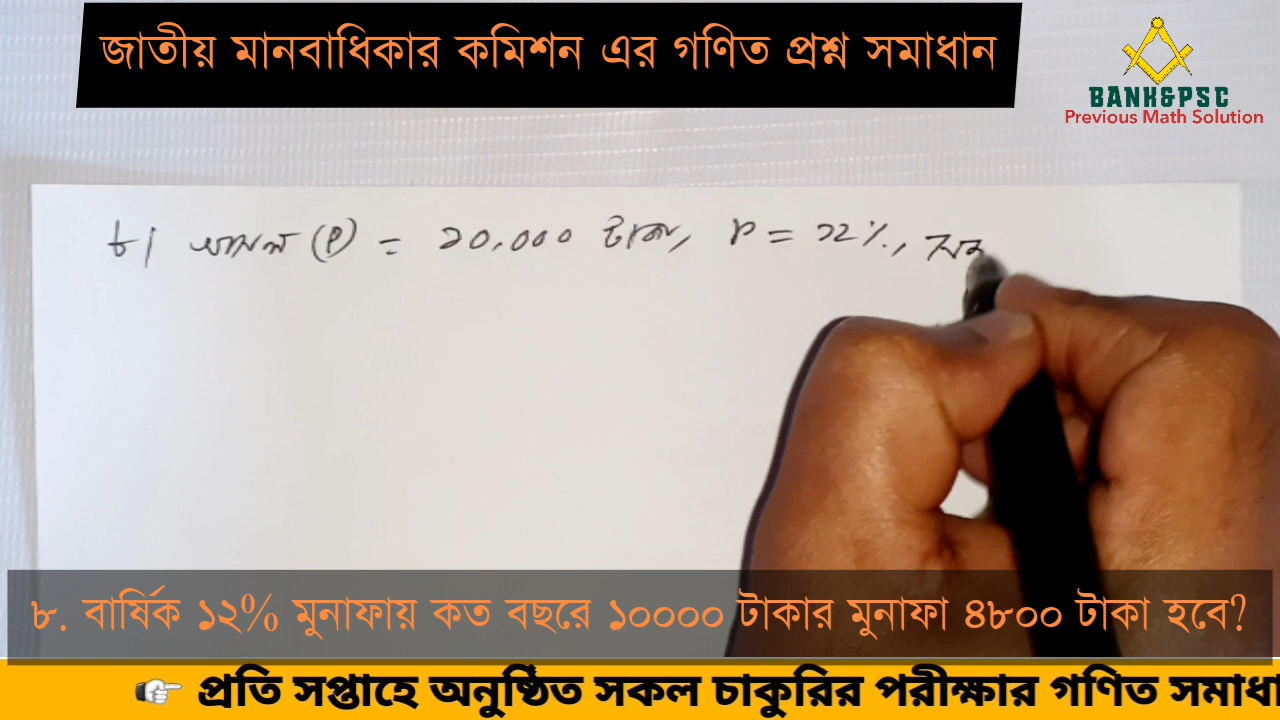 জাতীয় মানবাধিকার কমিশন এর গণিত প্রশ্ন সমাধান
BANK&PSC
Previous Math Solution
৮। আসল (P) = ১০,০০০ টাকা, r = ১২%,
৮. বার্ষিক ১২% মুনাফায় কত বছরে ১০০০০ টাকার মুনাফা ৪৮০০ টাকা হবে?
প্রতি সপ্তাহে অনুষ্ঠিত সকল চাকুরির পরীক্ষার গণিত সমাধা